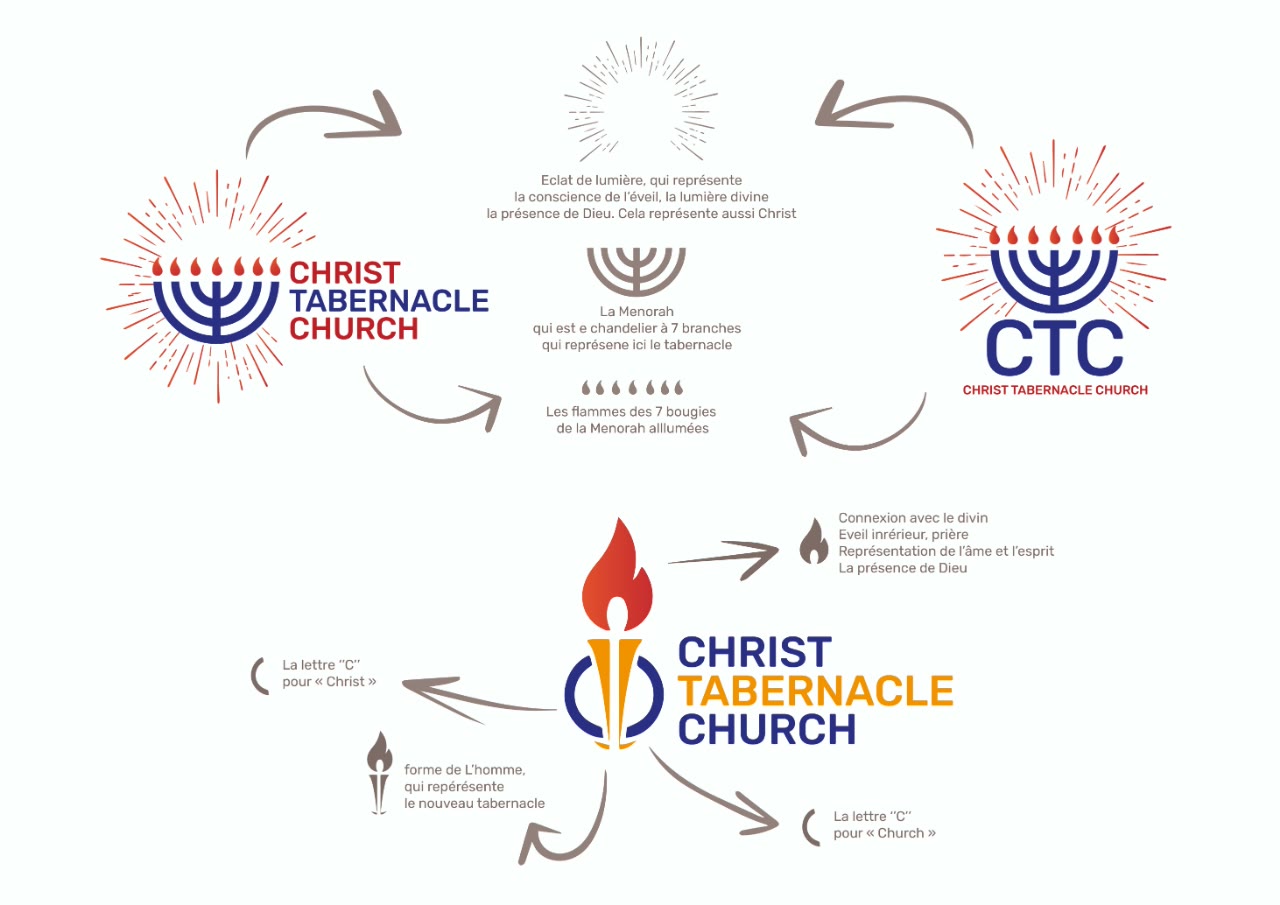 Eclat de lumière, qui représente
la conscience de l'éveil, la lumière divine
la présence de Dieu. Cela représente aussi Christ
CHRIST
TABERNACLE
CHURCH
La Menorah
qui est e chandelier à 7 branches
qui représene ici le tabernacle
CTC
CHRIST TABERNACLE CHURCH
Les flammes des 7 bougies
de la Menorah alllumées
Connexion avec le divin
Eveil inrérieur, prière
Représentation de l'âme et l'esprit
La présence de Dieu
CHRIST
TABERNACLE
CHURCH
La lettre ‘‘C’’
pour « Christ »
forme de L'homme,
qui repérésente
le nouveau tabernacle
La lettre ‘‘C’’
pour « Church »